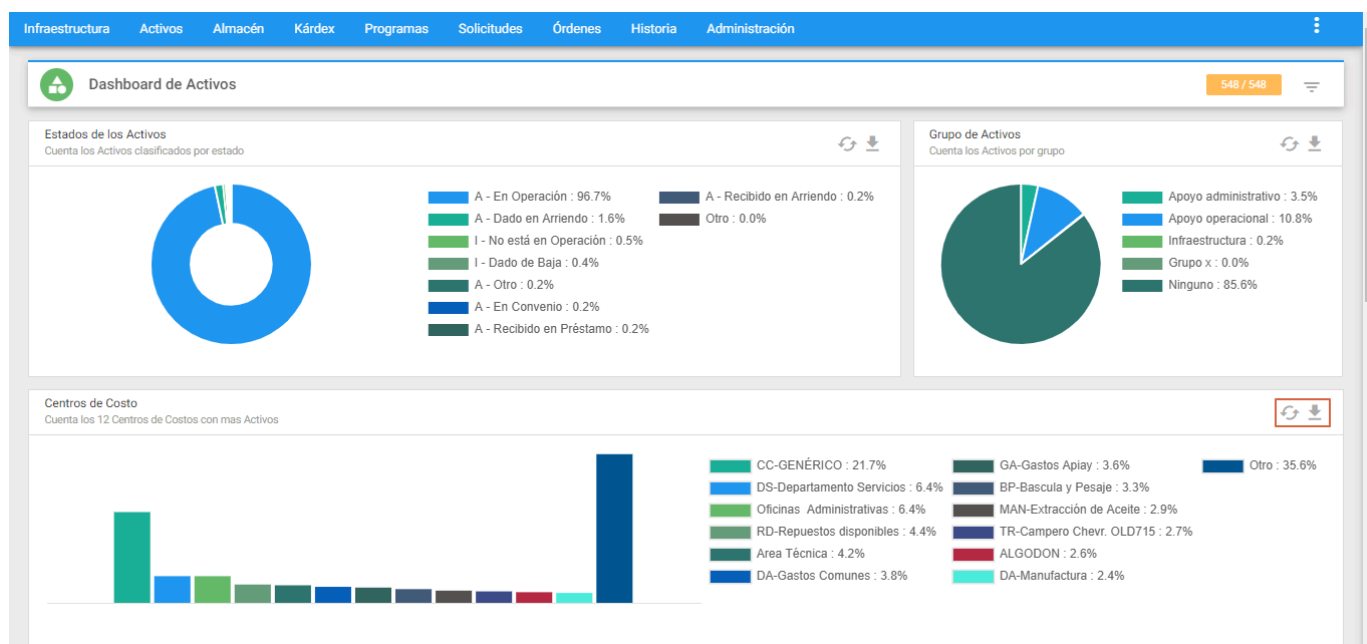 Infraestructura Activos Almacén Kárdex Programas Solicitudes Órdenes Historia Administración
Dashboard de Activos
548 / 548
Estados de los Activos
Cuenta los Activos clasificados por estado
A - En Operación : 96.7%
A - Dado en Arriendo : 1.6%
I - No está en Operación : 0.5%
I - Dado de Baja : 0.4%
A - Otro : 0.2%
A - En Convenio : 0.2%
A - Recibido en Préstamo : 0.2%
A - Recibido en Arriendo : 0.2%
Otro : 0.0%
Grupo de Activos
Cuenta los Activos por grupo
Apoyo administrativo : 3.5%
Apoyo operacional : 10.8%
Infraestructura : 0.2%
Grupo x : 0.0%
Ninguno : 85.6%
Centros de Costo
Cuenta los 12 Centros de Costos con mas Activos
CC-GENÉRICO : 21.7%
DS-Departamento Servicios : 6.4%
Oficinas Administrativas : 6.4%
RD-Repuestos disponibles : 4.4%
Area Técnica : 4.2%
DA-Gastos Comunes : 3.8%
GA-Gastos Apiay : 3.6%
BP-Bascula y Pesaje : 3.3%
MAN-Extracción de Aceite : 2.9%
TR-Campero Chevr. OLD715 : 2.7%
ALGODON : 2.6%
DA-Manufactura : 2.4%
Otro : 35.6%